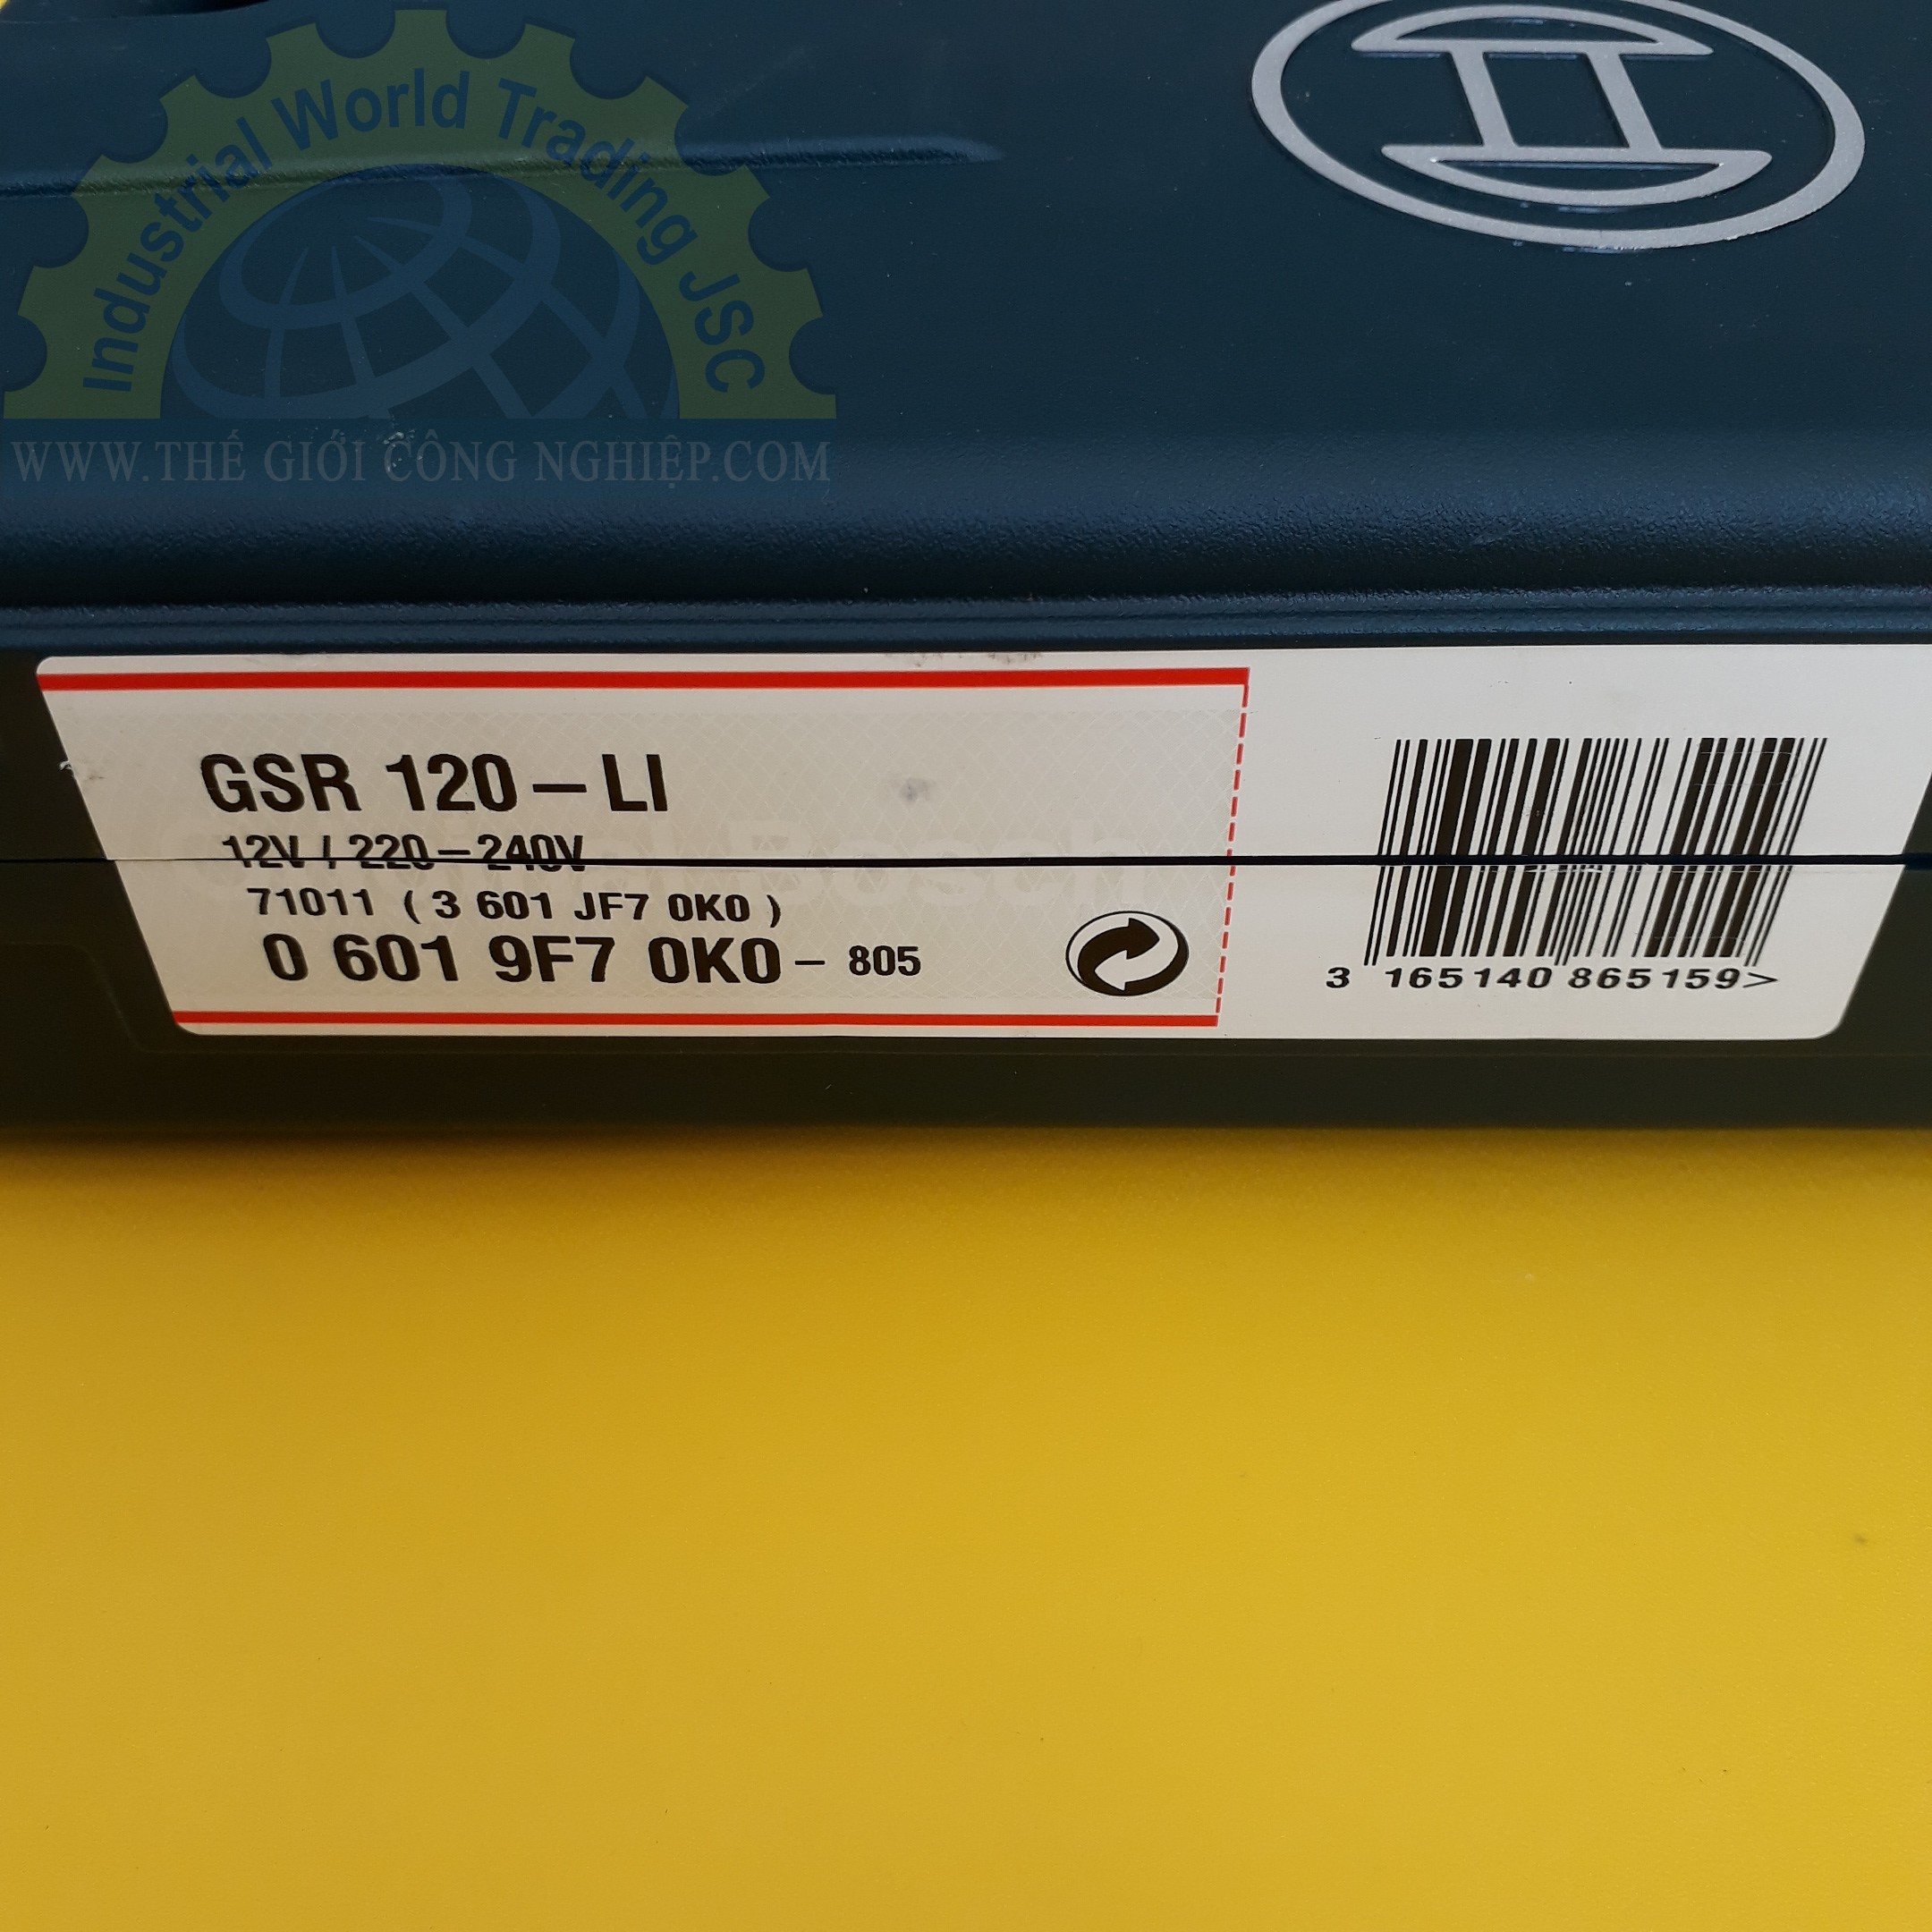 Industrial World Trading JSC
WWW.THẾ GIỚI CÔNG NGHIỆP.COM
GSR 120-LI
12V / 220-240V
71011 ( 3 601 JF7 0K0 )
0 601 9F7 0K0 - 805
3 165140 865159>
Bosch